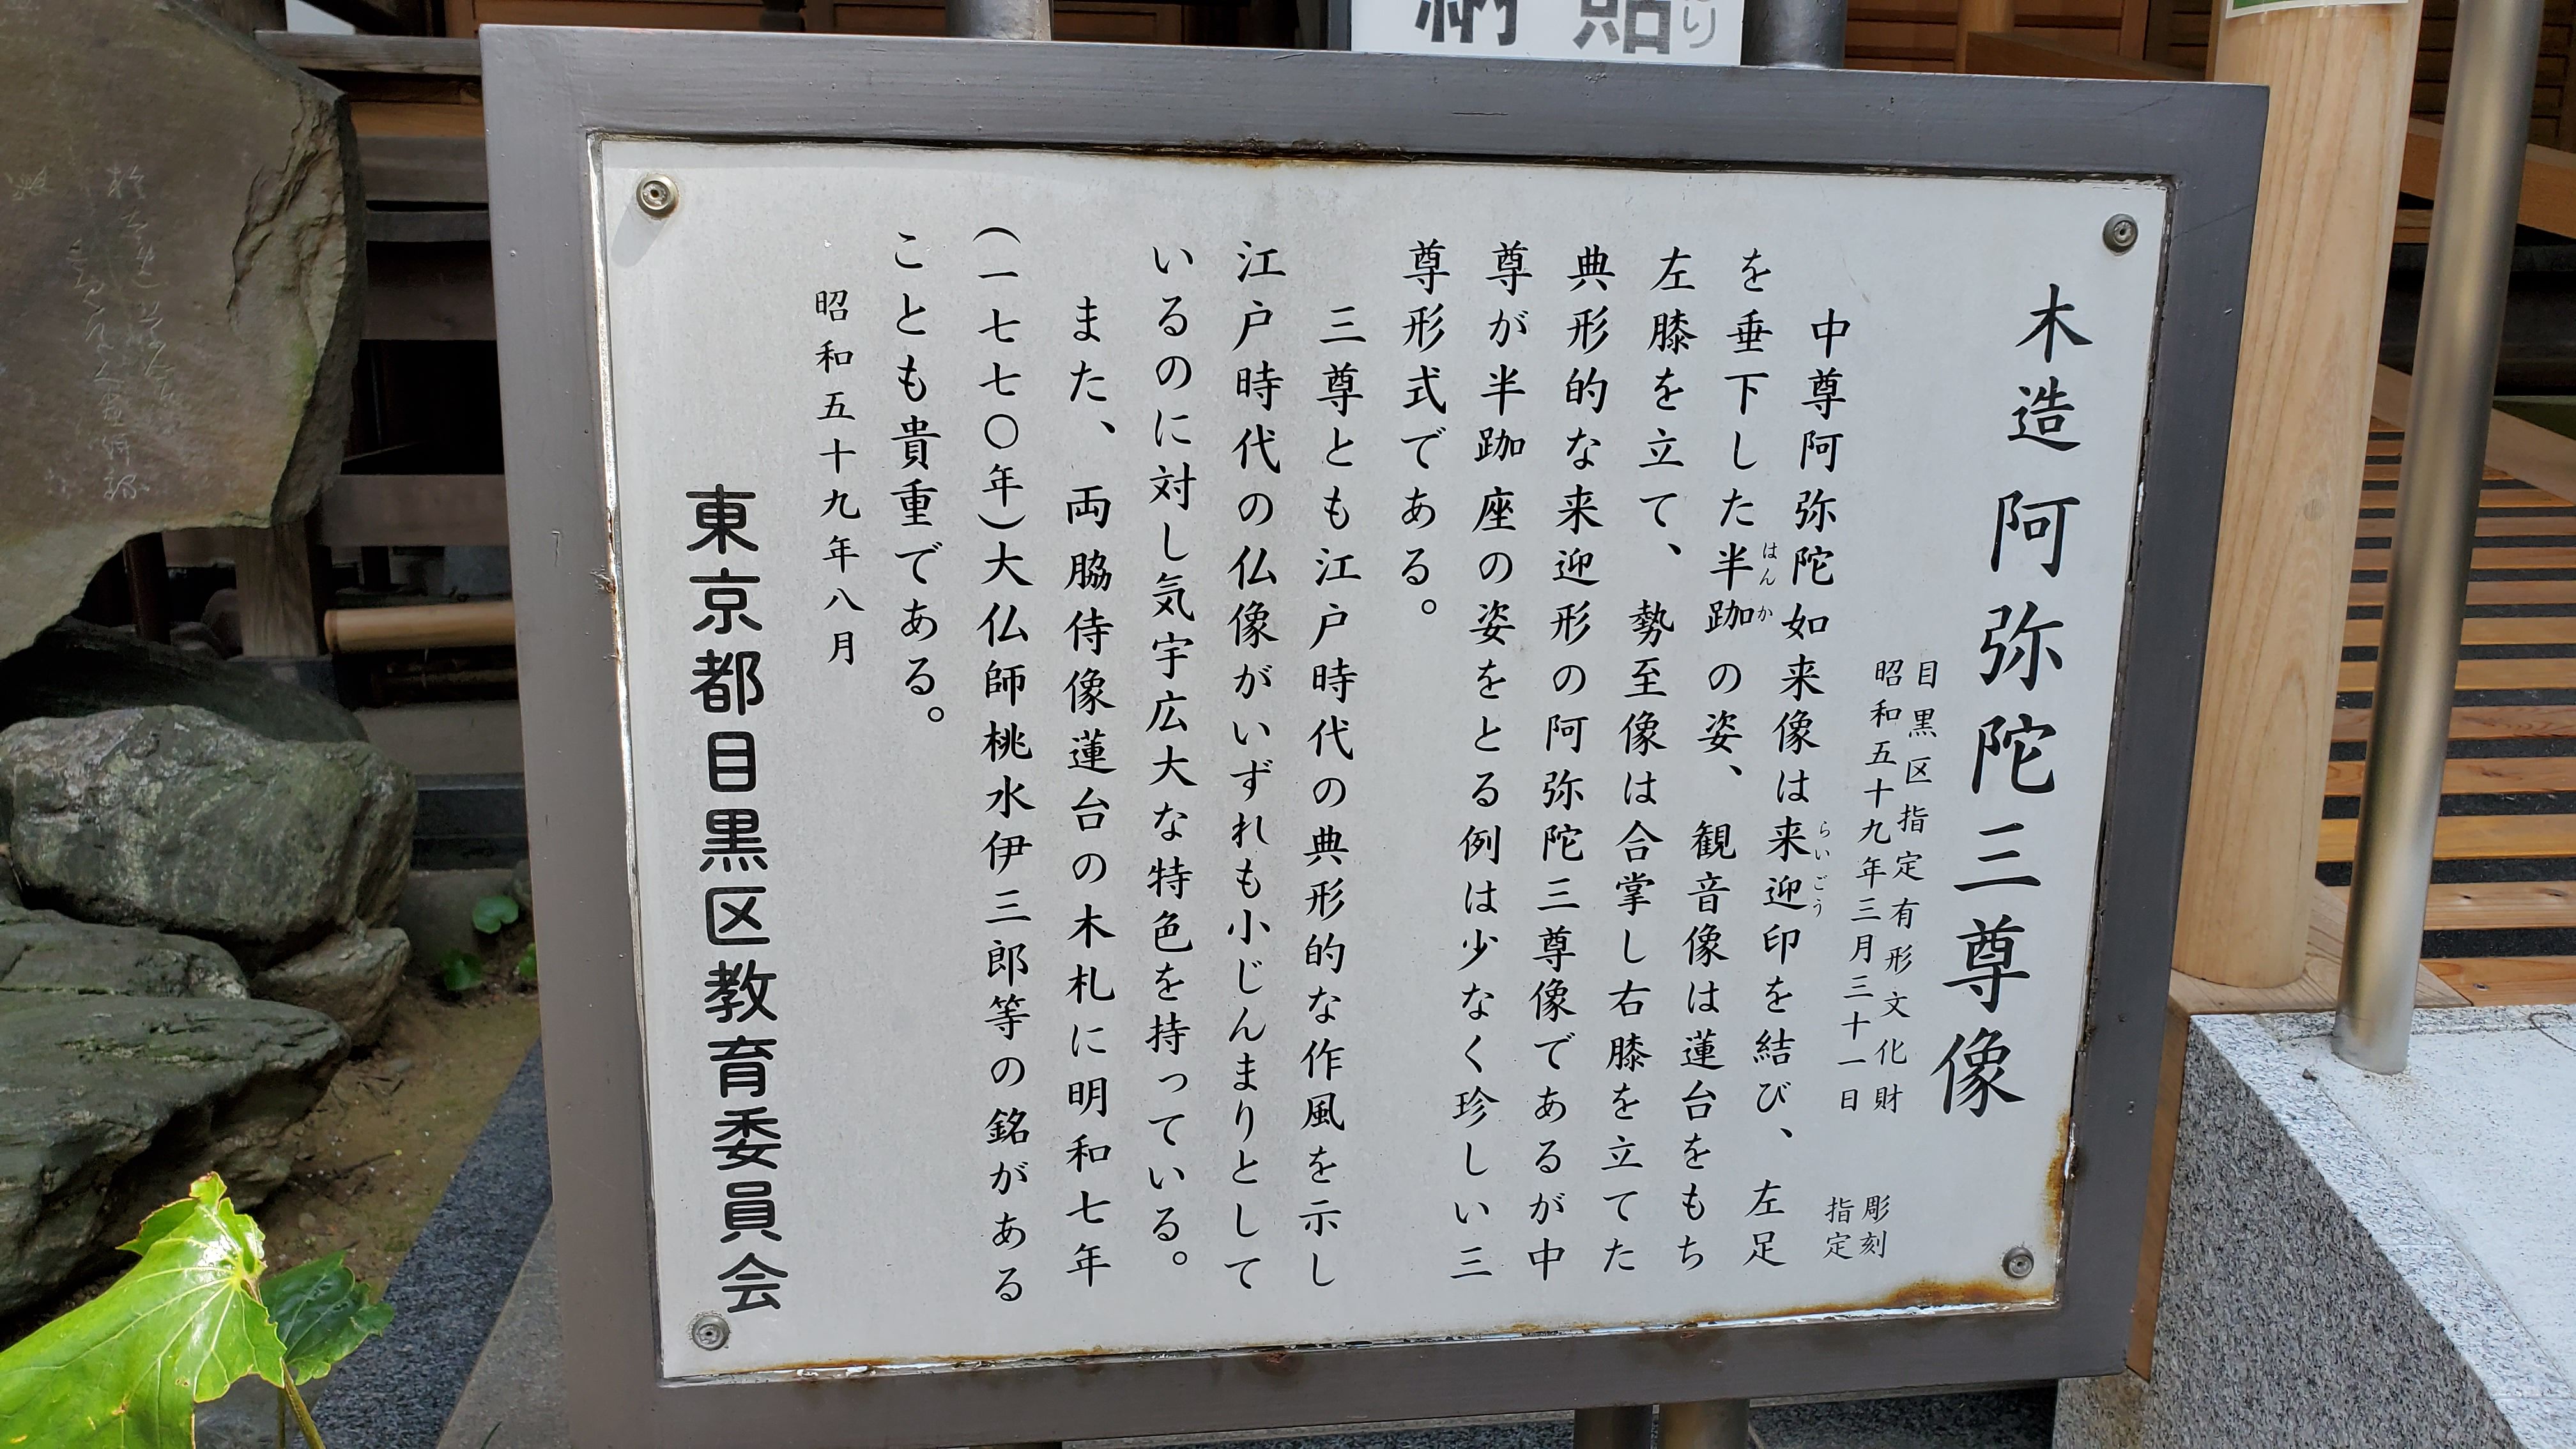 木造阿弥陀三尊像
目黒区指定有形文化財 彫刻
昭和五十九年三月三十一日 指定
中尊阿弥陀如来像は来迎印を結び、左足
らいごう
を垂下した半跏の姿、観音像は蓮台をもち
はんか
左膝を立て、勢至像は合掌し右膝を立てた
典形的な来迎形の阿弥陀三尊像であるが中
尊が半跏座の姿をとる例は少なく珍しい三
尊形式である。
三尊とも江戸時代の典形的な作風を示し
江戸時代の仏像がいずれも小じんまりとして
いるのに対し気宇広大な特色を持っている。
また、両脇侍像蓮台の木札に明和七年
(一七七〇年)大仏師桃水伊三郎等の銘がある
ことも貴重である。
昭和五十九年八月
東京都目黒区教育委員会